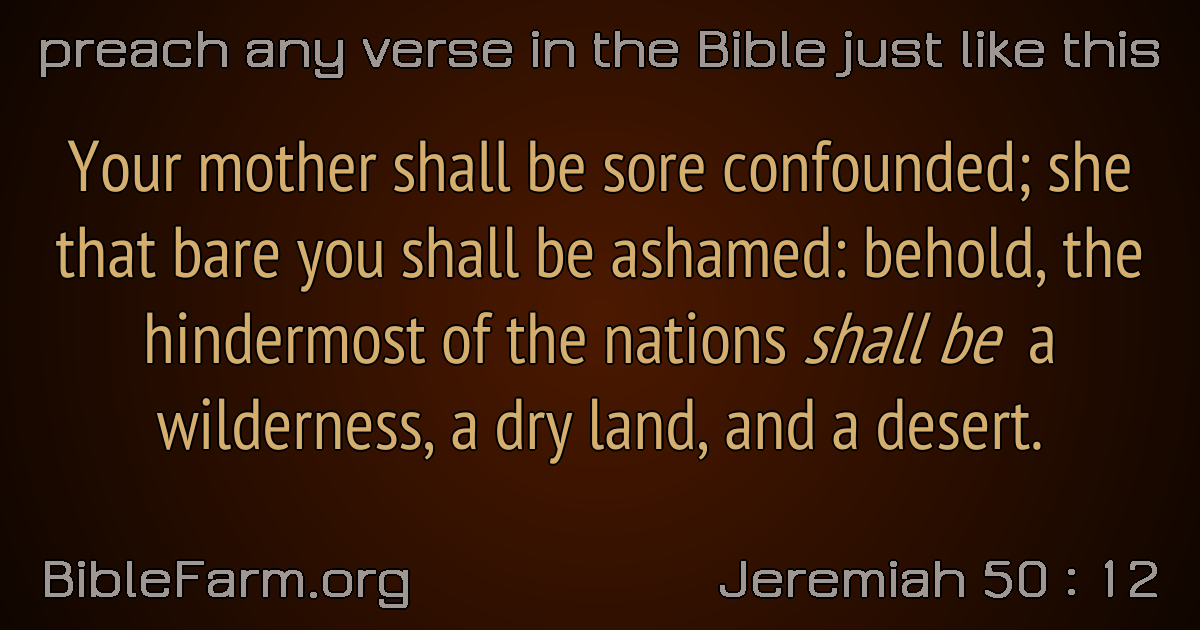 preach any verse in the Bible just like this
Your mother shall be sore confounded; she
that bare you shall be ashamed: behold, the
hindermost of the nations shall be a
wilderness, a dry land, and a desert.
BibleFarm.org
Jeremiah 50 : 12